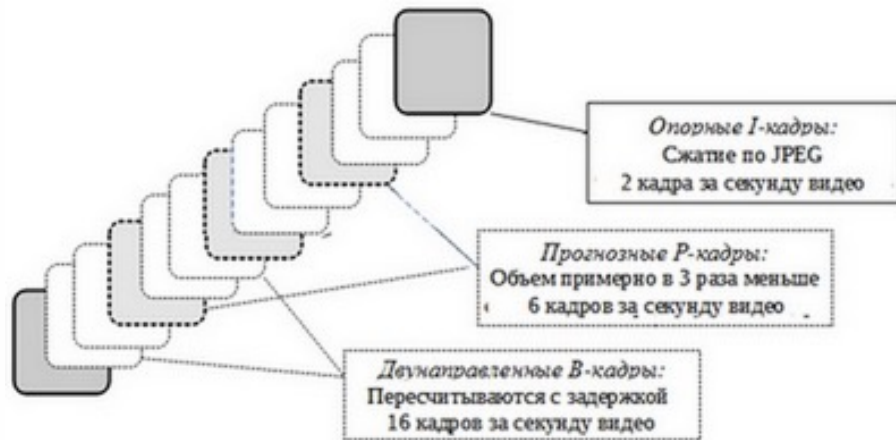 Опорные I-кадры:
Сжатие по JPEG
2 кадра за секунду видео
Прогнозные P-кадры:
Объем примерно в 3 раза меньше
6 кадров за секунду видео
Двунаправленные B-кадры:
Пересчитываются с задержкой
16 кадров за секунду видео